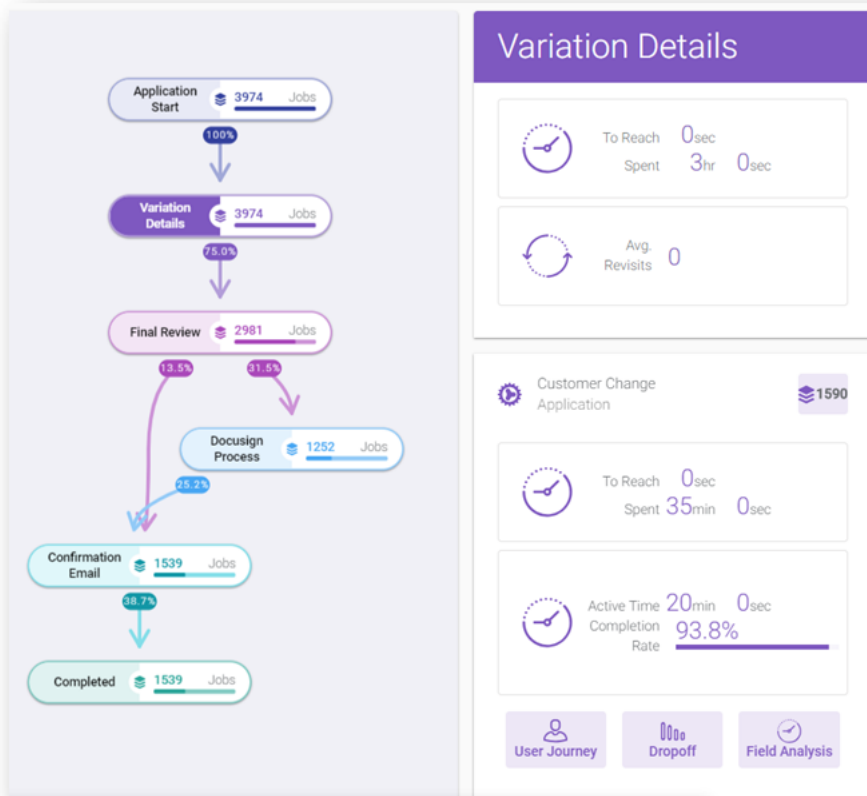 Application
Start
3974 Jobs
100%
Variation
Details
3974 Jobs
75.0%
Final Review
2981 Jobs
13.5% 31.5%
Docusign
Process
1252 Jobs
25.2%
Confirmation
Email
1539 Jobs
38.7%
Completed
1539 Jobs
Variation Details
To Reach 0sec
Spent 3hr 0sec
Avg.
Revisits 0
Customer Change
Application
1590
To Reach 0sec
Spent 35min 0sec
Active Time 20min 0sec
Completion
Rate
93.8%
User Journey
Dropoff
Field Analysis